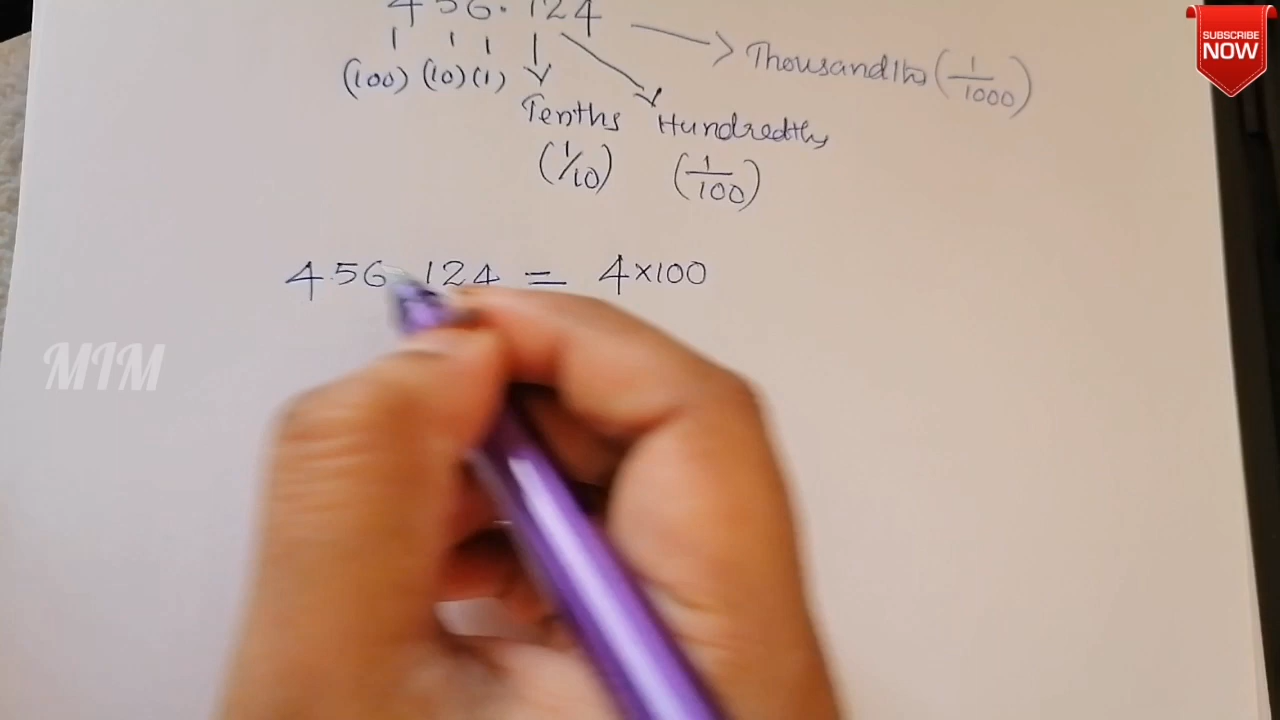 456.124
(100) (10) (1) Thousandths (1/1000)
Tenths Hundredths
(1/10) (1/100)
456 124 = 4×100
MIM
SUBSCRIBE
NOW